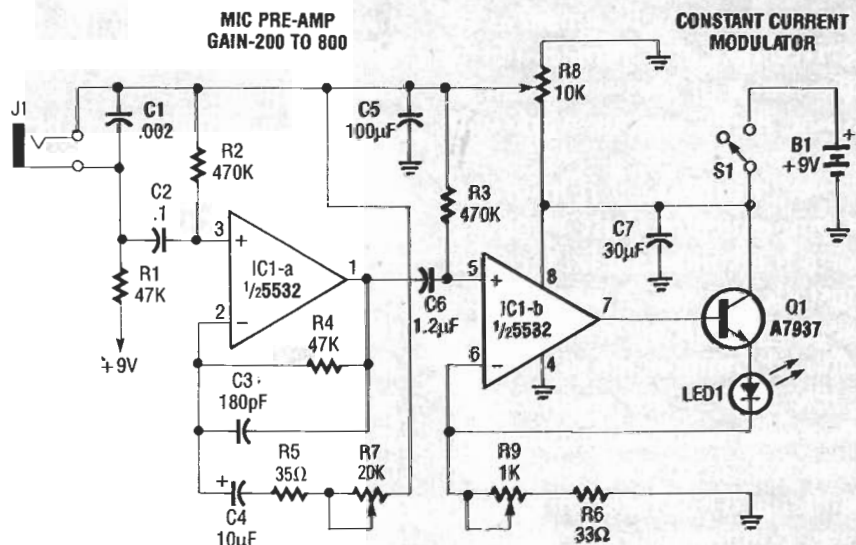 MIC PRE-AMP
GAIN-200 TO 800
CONSTANT CURRENT
MODULATOR
J1
C1
.002
R2
470K
C5
100µF
R8
10K
R3
470K
S1
B1
+9V
+
C2
.1
R1
47K
+9V
3
+
2
−
IC1-a
1/2 5532
1
R4
47K
C3
180pF
+
C4
10µF
R5
35Ω
R7
20K
C6
1.2µF
5
+
6
−
IC1-b
1/2 5532
8
4
7
C7
30µF
Q1
A7937
LED1
R9
1K
R6
33Ω